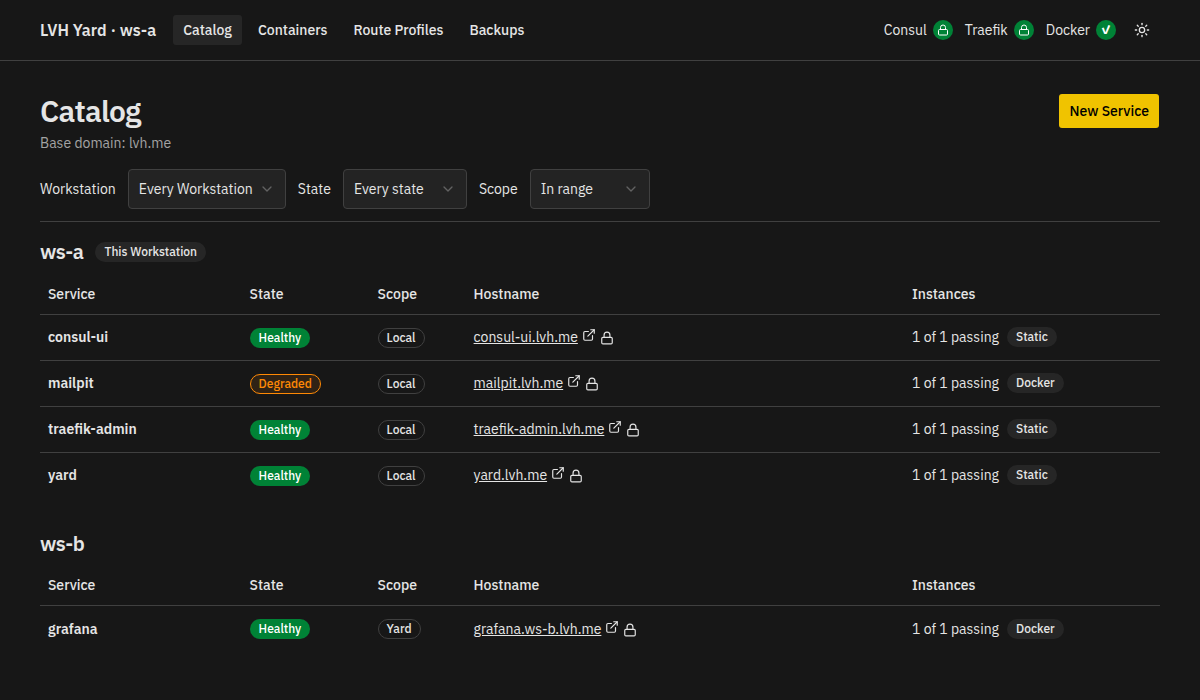 LVH Yard · ws-a Catalog Containers Route Profiles Backups Consul Traefik Docker
Catalog
New Service
Base domain: lvh.me
Workstation Every Workstation State Every state Scope In range
ws-a This Workstation
Service State Scope Hostname Instances
consul-ui Healthy Local consul-ui.lvh.me 1 of 1 passing Static
mailpit Degraded Local mailpit.lvh.me 1 of 1 passing Docker
traefik-admin Healthy Local traefik-admin.lvh.me 1 of 1 passing Static
yard Healthy Local yard.lvh.me 1 of 1 passing Static
ws-b
Service State Scope Hostname Instances
grafana Healthy Yard grafana.ws-b.lvh.me 1 of 1 passing Docker